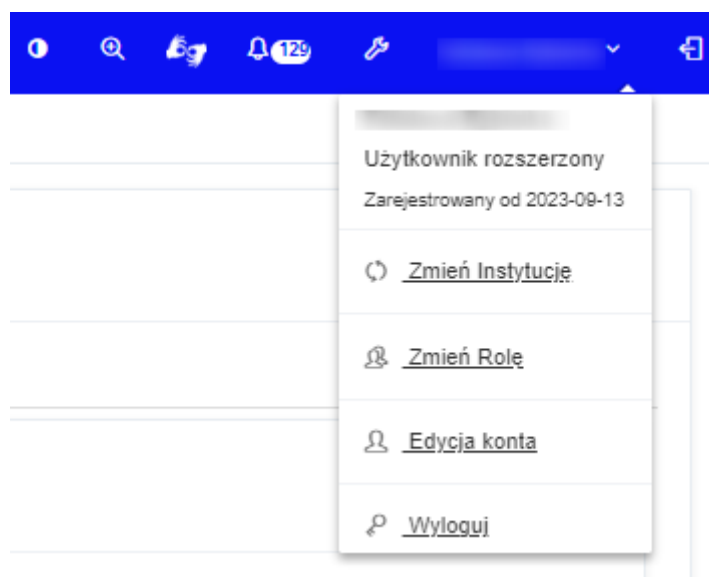 129
Użytkownik rozszerzony
Zarejestrowany od 2023-09-13
Zmień Instytucję
Zmień Rolę
Edycja konta
Wyloguj